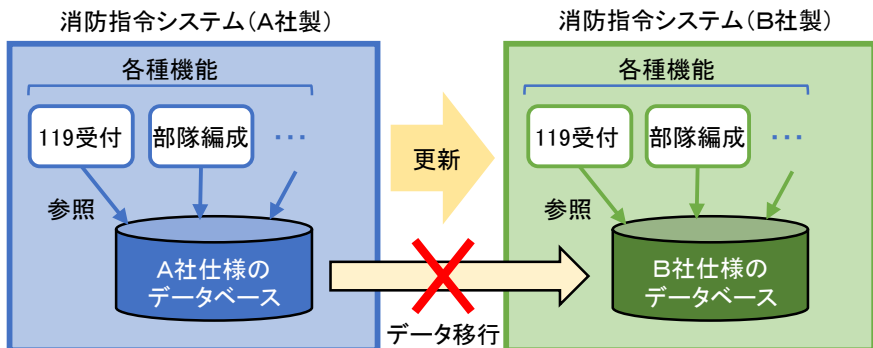 消防指令システム(A社製)
各種機能
119受付
部隊編成
…
参照
A社仕様の
データベース
更新
データ移行
消防指令システム(B社製)
各種機能
119受付
部隊編成
…
参照
B社仕様の
データベース